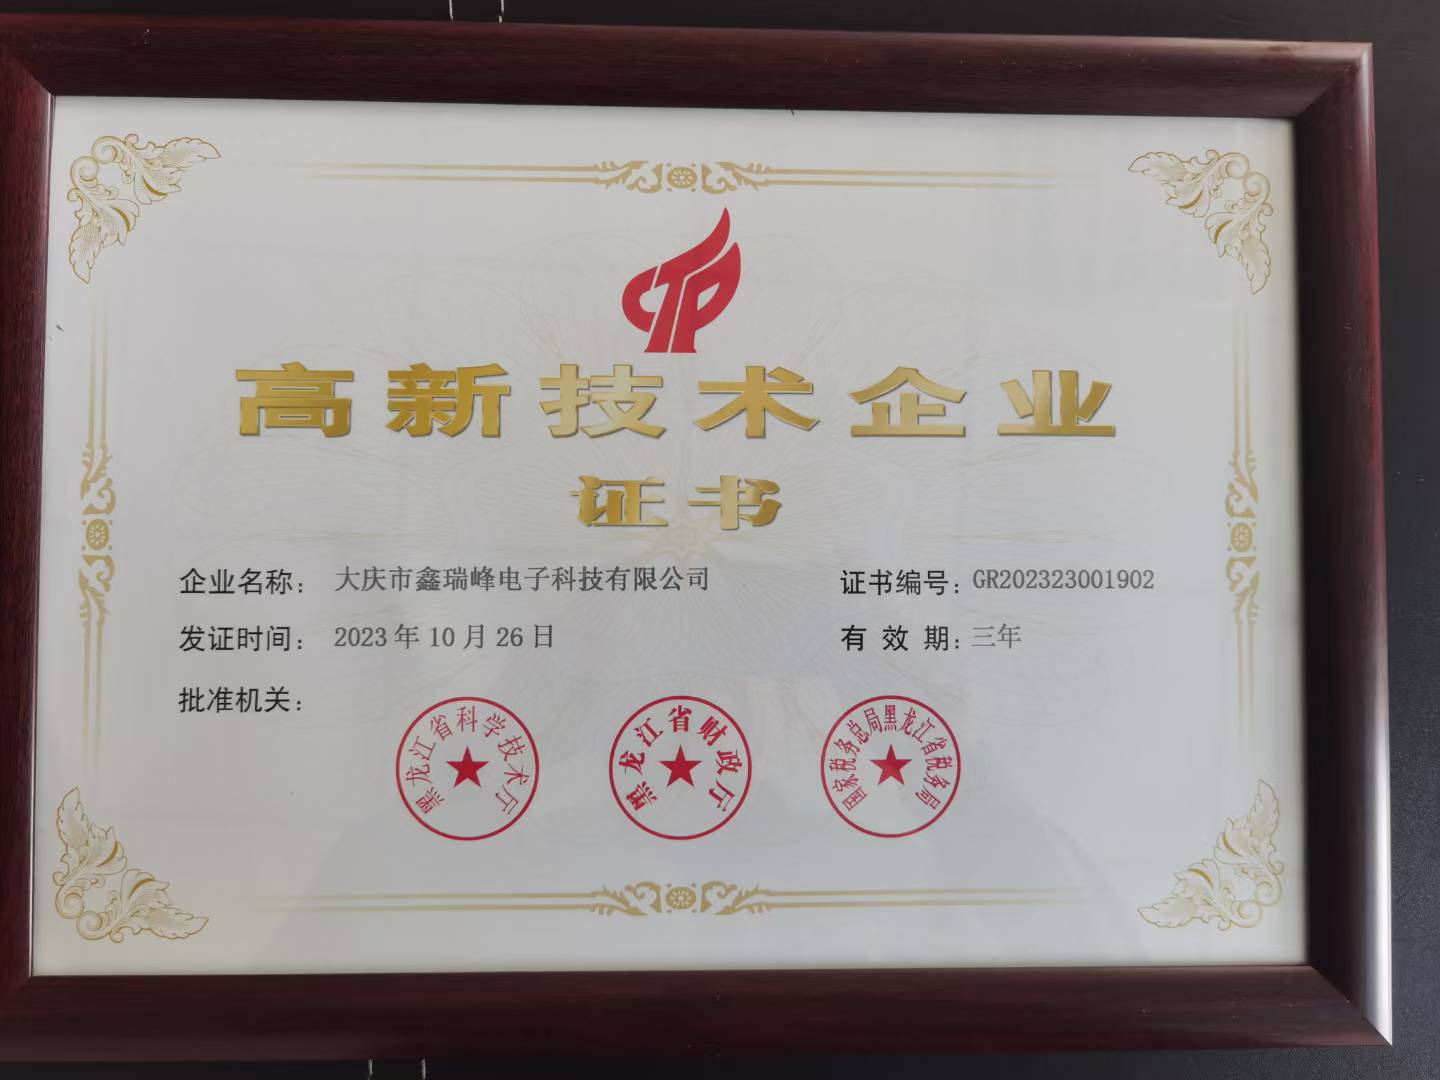 高新技术企业
证书
企业名称： 大庆市鑫瑞峰电子科技有限公司 证书编号：GR202323001902
发证时间： 2023年10月26日 有效期：三年
批准机关：
黑龙江省科学技术厅
黑龙江省财政厅
国家税务总局黑龙江省税务局